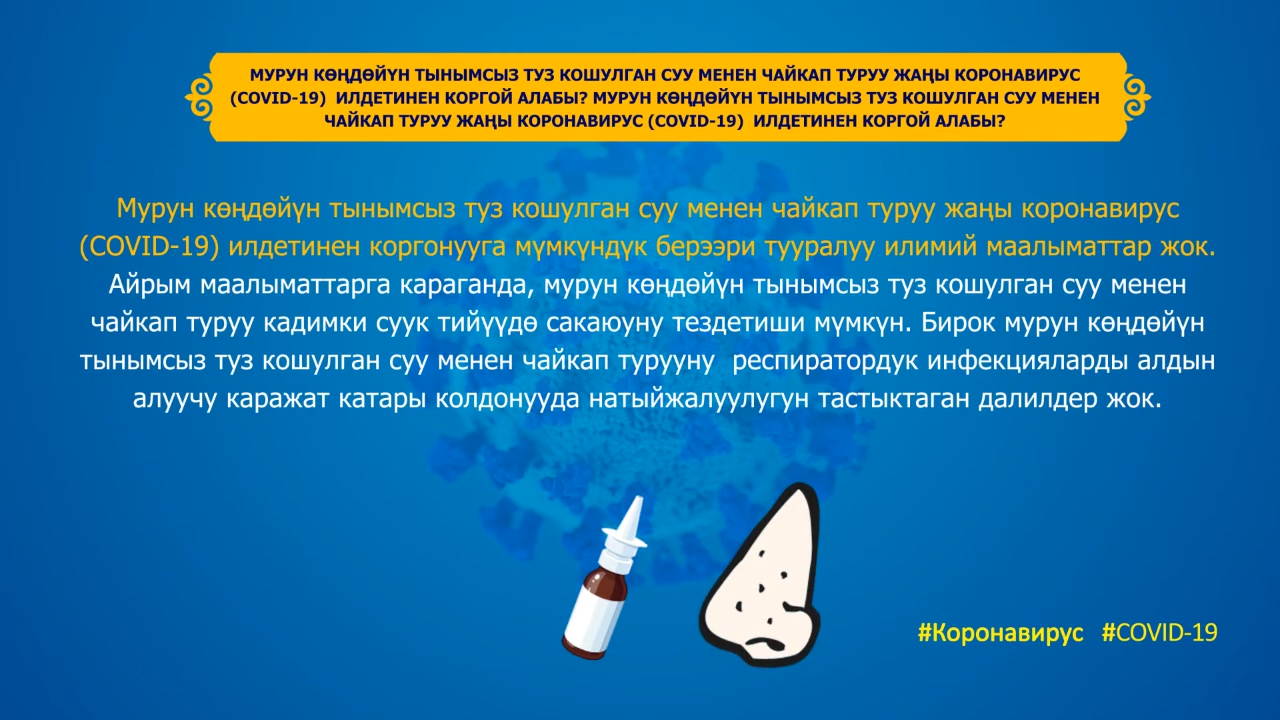 МУРУН КӨҢДӨЙҮН ТЫНЫМСЫЗ ТУЗ КОШУЛГАН СУУ МЕНЕН ЧАЙКАП ТУРУУ ЖАҢЫ КОРОНАВИРУС
(COVID-19) ИЛДЕТИНЕН КОРГОЙ АЛАБЫ? МУРУН КӨҢДӨЙҮН ТЫНЫМСЫЗ ТУЗ КОШУЛГАН СУУ МЕНЕН
ЧАЙКАП ТУРУУ ЖАҢЫ КОРОНАВИРУС (COVID-19) ИЛДЕТИНЕН КОРГОЙ АЛАБЫ?
Мурун көңдөйүн тынымсыз туз кошулган суу менен чайкап туруу жаңы коронавирус
(COVID-19) илдетинен коргонууга мүмкүндүк берээри тууралуу илимий маалыматтар жок.
Айрым маалыматтарга караганда, мурун көңдөйүн тынымсыз туз кошулган суу менен
чайкап туруу кадимки суук тийүүдө сакаюуну тездетиши мүмкүн. Бирок мурун көңдөйүн
тынымсыз туз кошулган суу менен чайкап турууну респиратордук инфекцияларды алдын
алуучу каражат катары колдонууда натыйжалуулугун тастыктаган далилдер жок.
#Коронавирус #COVID-19